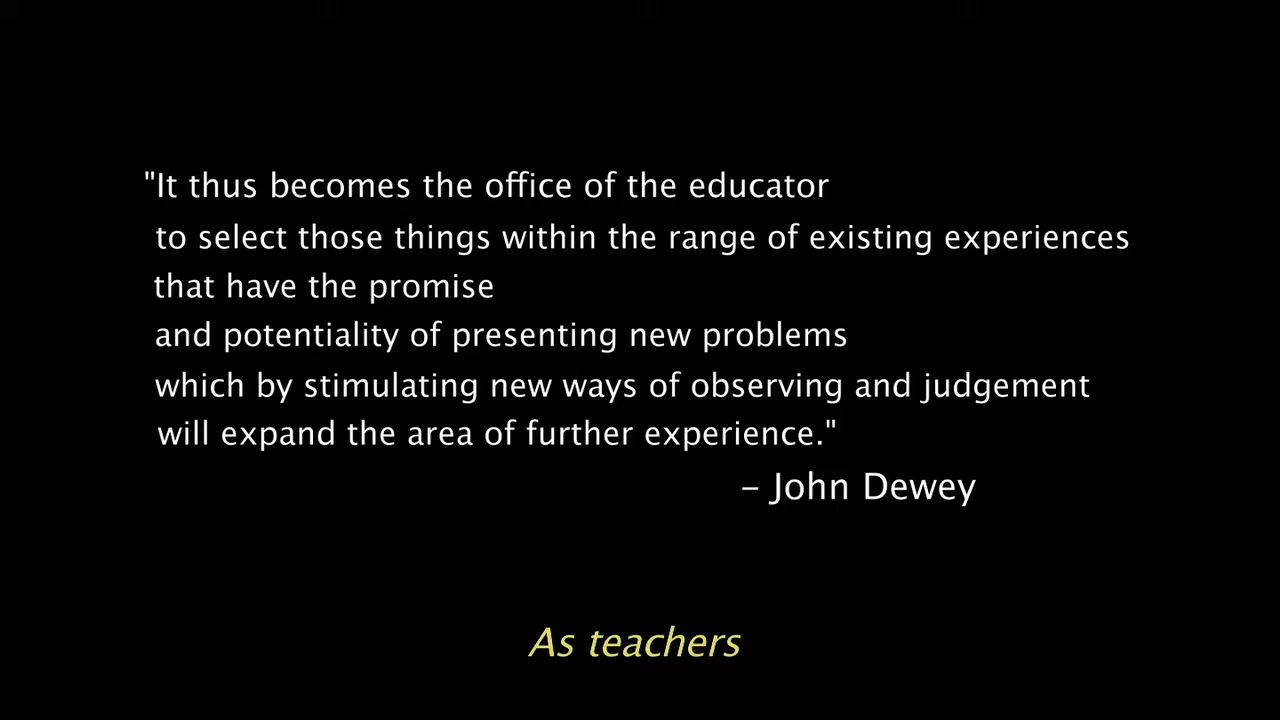 "It thus becomes the office of the educator
to select those things within the range of existing experiences
that have the promise
and potentiality of presenting new problems
which by stimulating new ways of observing and judgement
will expand the area of further experience."
– John Dewey
As teachers